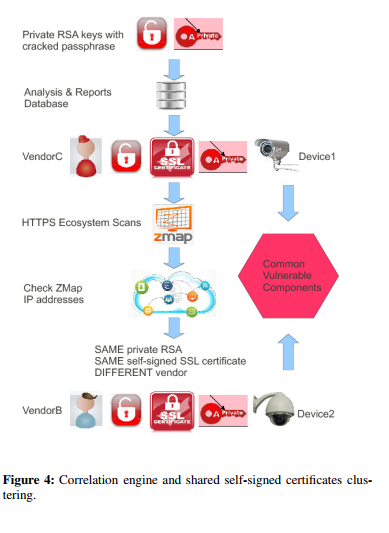 Private RSA keys with
cracked passphrase
A Private
Analysis & Reports
Database
VendorC
SSL
CERTIFICATE
A Private
Device1
HTTPS Ecosystem Scans
zmap
Common
Vulnerable
Components
Check ZMap
IP addresses
SAME private RSA
SAME self-signed SSL certificate
DIFFERENT vendor
VendorB
SSL
CERTIFICATE
A Private
Device2
Figure 4: Correlation engine and shared self-signed certificates clus-
tering.